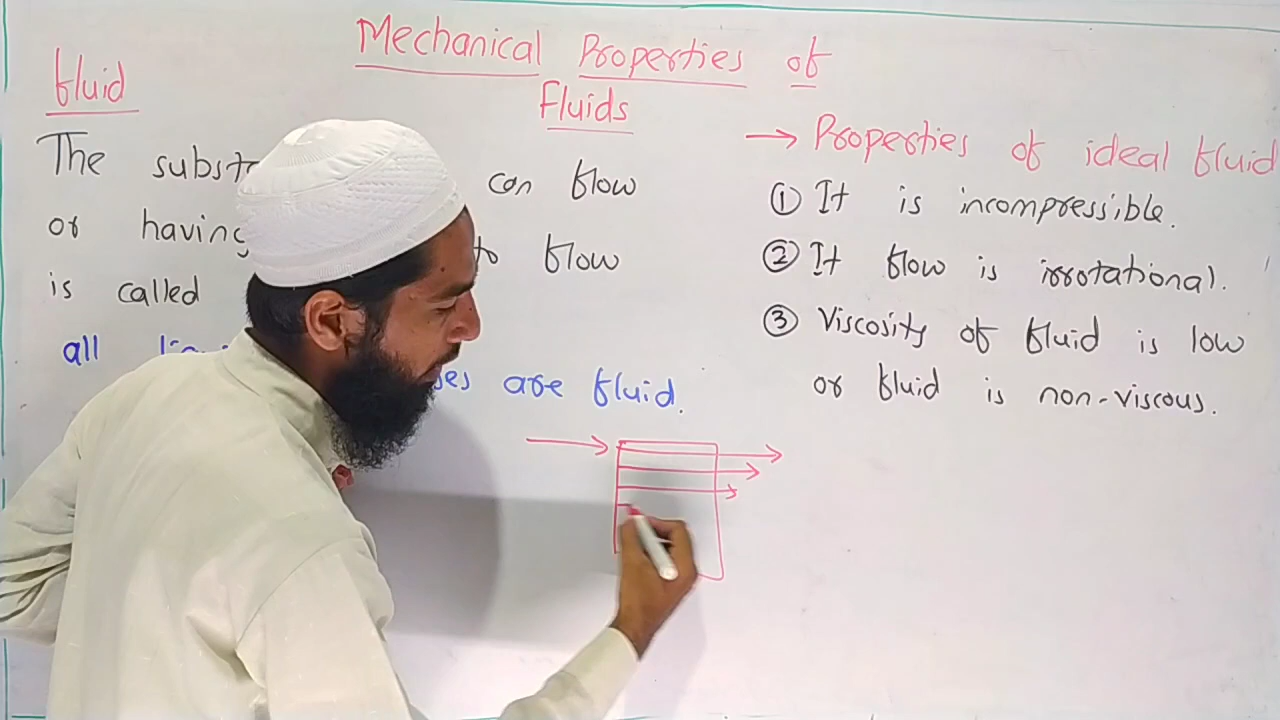 Mechanical Properties of
Fluids
fluid
The subst can flow
or having to flow
is called
all are fluid.
→ Properties of ideal fluid
① It is incompressible.
② It flow is irrotational.
③ Viscosity of fluid is low
or fluid is non-viscous.